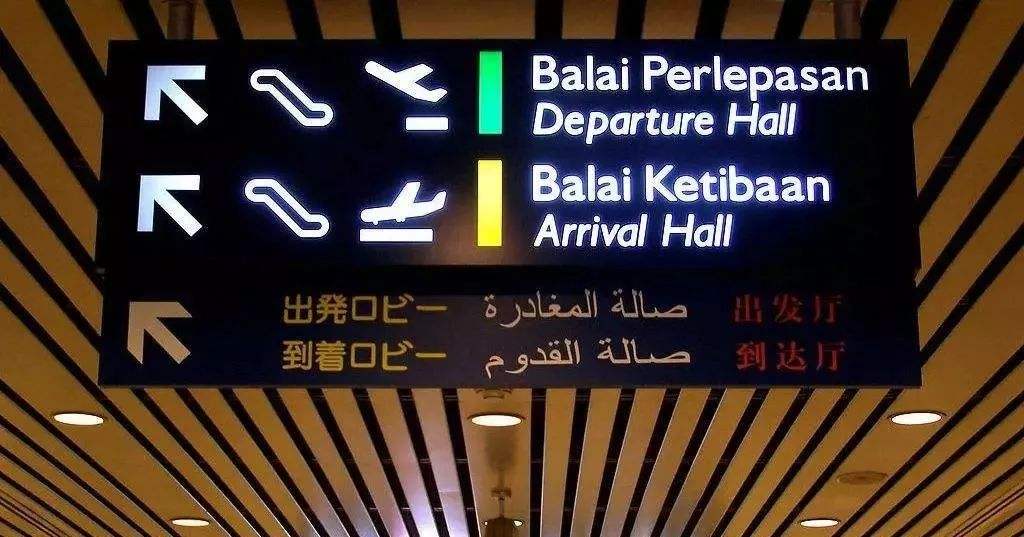 Balai Perlepasan
Departure Hall
Balai Ketibaan
Arrival Hall
出発ロビー صالة المغادرة 出发厅
到着ロビー صالة القدوم 到达厅